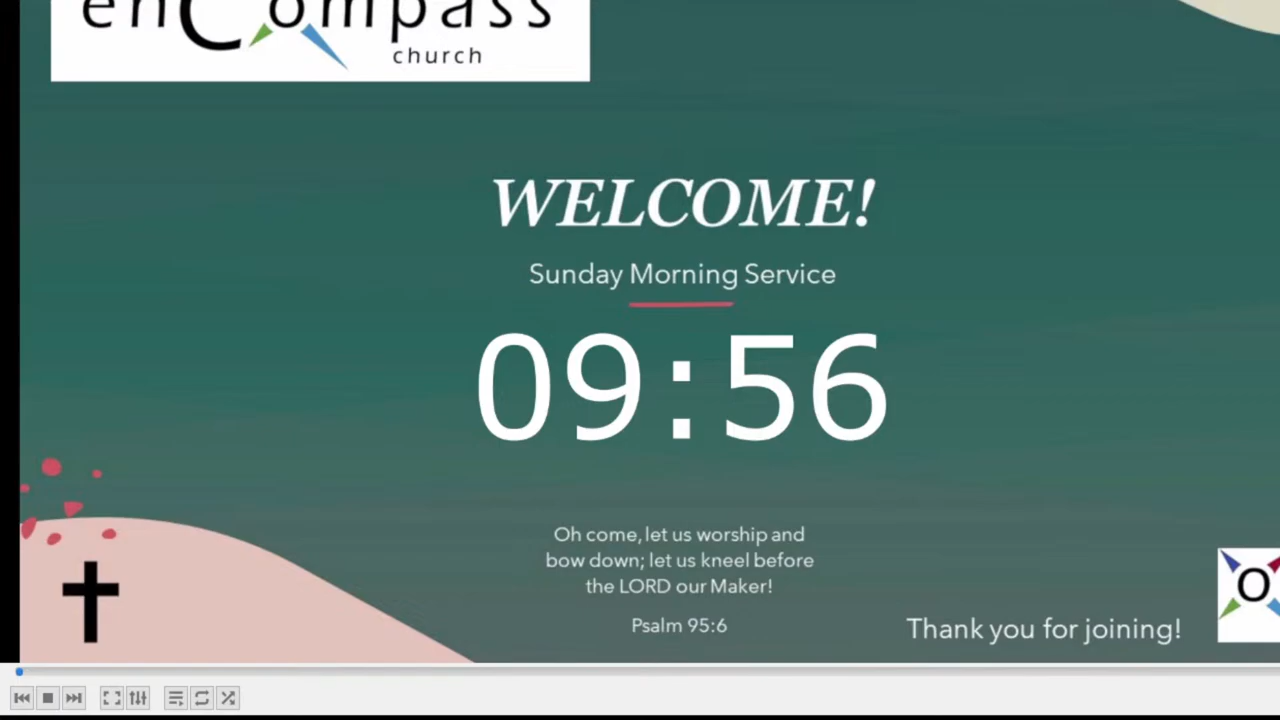 enCompass
church
WELCOME!
Sunday Morning Service
09:56
Oh come, let us worship and
bow down; let us kneel before
the LORD our Maker!
Psalm 95:6
Thank you for joining!
O